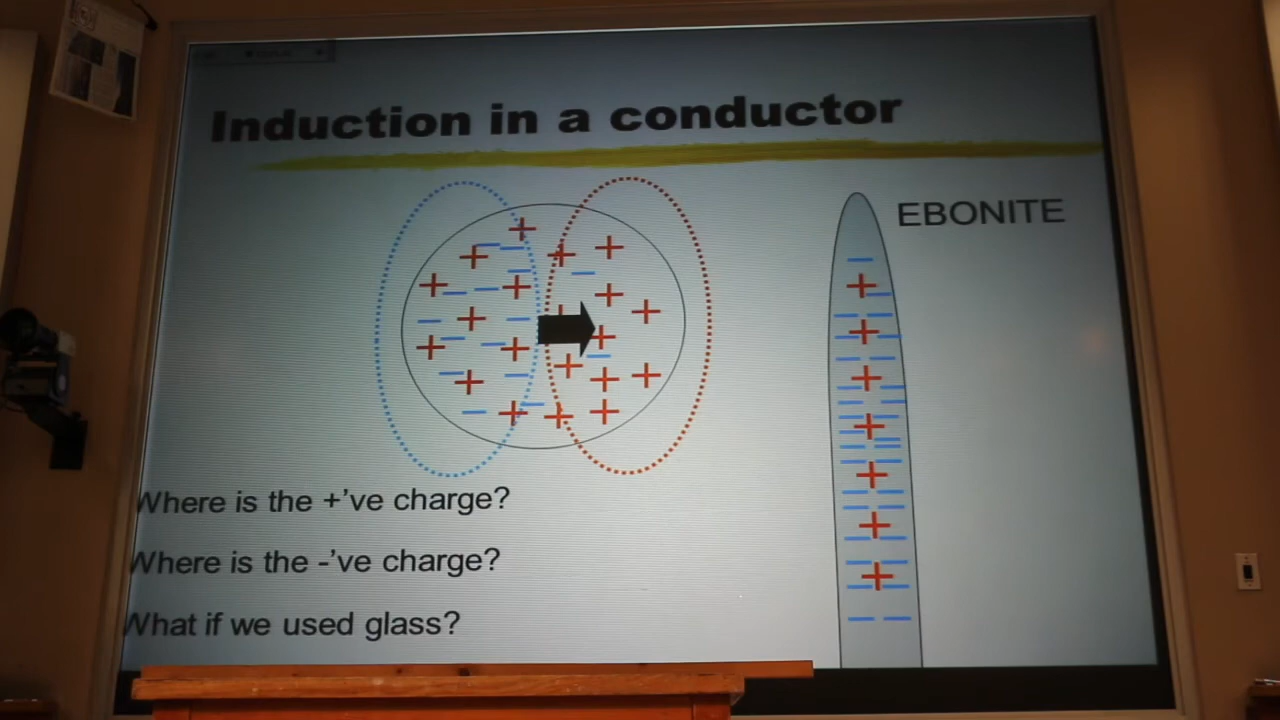 Induction in a conductor
EBONITE
Where is the +'ve charge?
Where is the -'ve charge?
What if we used glass?